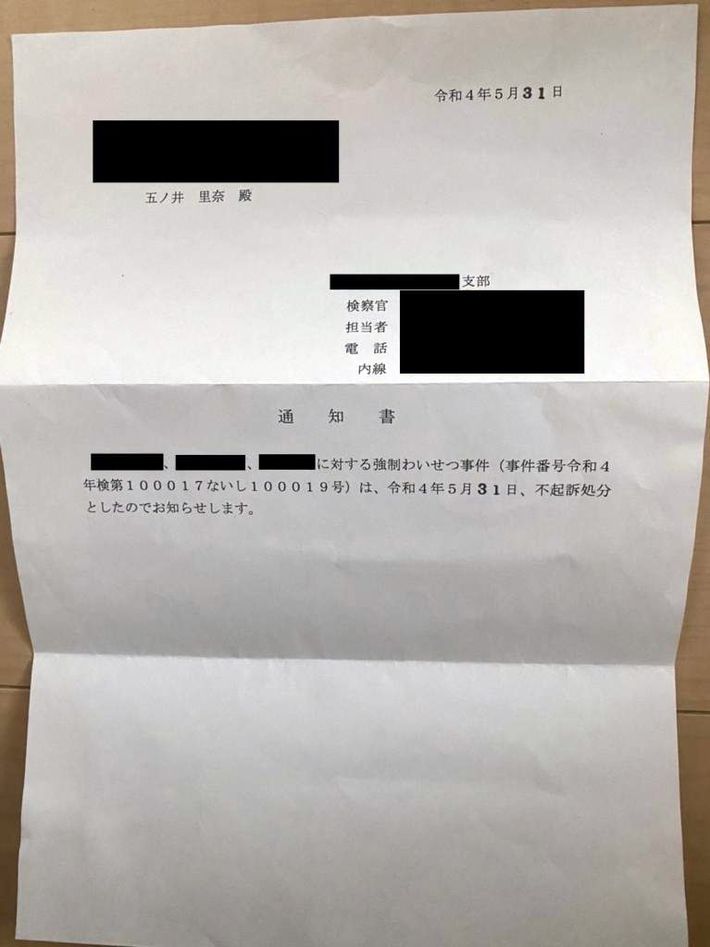 令和４年５月３１日
五ノ井　里奈　殿
支部
検察官
担当者
電　話
内線
通　知　書
、　、　に対する強制わいせつ事件（事件番号令和４
年検第１０００１７ないし１０００１９号）は、令和４年５月３１日、不起訴処分
としたのでお知らせします。